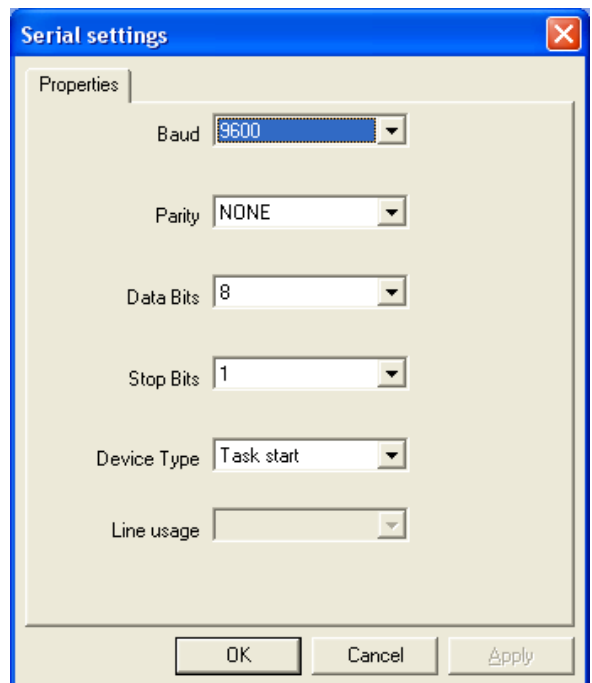 Serial settings
Properties
Baud 9600
Parity NONE
Data Bits 8
Stop Bits 1
Device Type Task start
Line usage
OK Cancel Apply